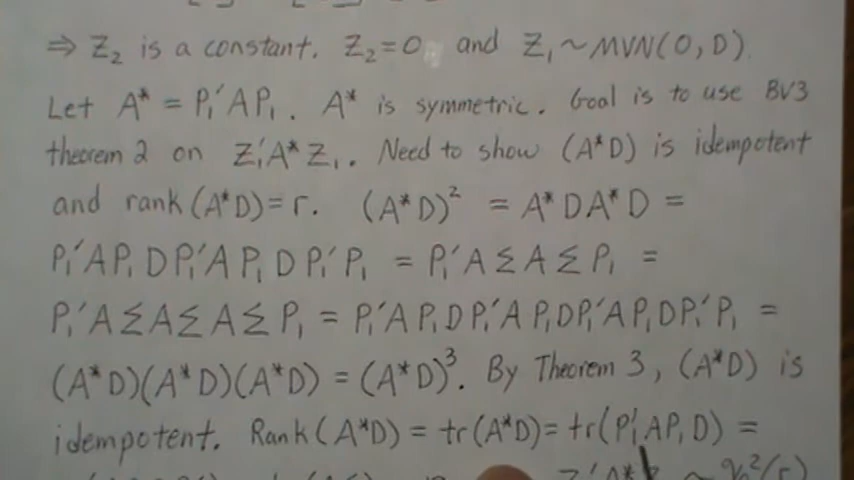 ⇒ Z₂ is a constant. Z₂=0 and Z₁ ~ MVN(0, D)
Let A* = P₁'AP₁. A* is symmetric. Goal is to use BV3
theorem 2 on Z₁'A*Z₁. Need to show (A*D) is idempotent
and rank(A*D)=r. (A*D)² = A*DA*D =
P₁'AP₁DP₁'AP₁DP₁'P₁ = P₁'AΣAΣP₁ =
P₁'AΣAΣAΣP₁ = P₁'AP₁DP₁'AP₁DP₁'AP₁DP₁'P₁ =
(A*D)(A*D)(A*D) = (A*D)³. By Theorem 3, (A*D) is
idempotent. Rank(A*D) = tr(A*D) = tr(P₁'AP₁D) =